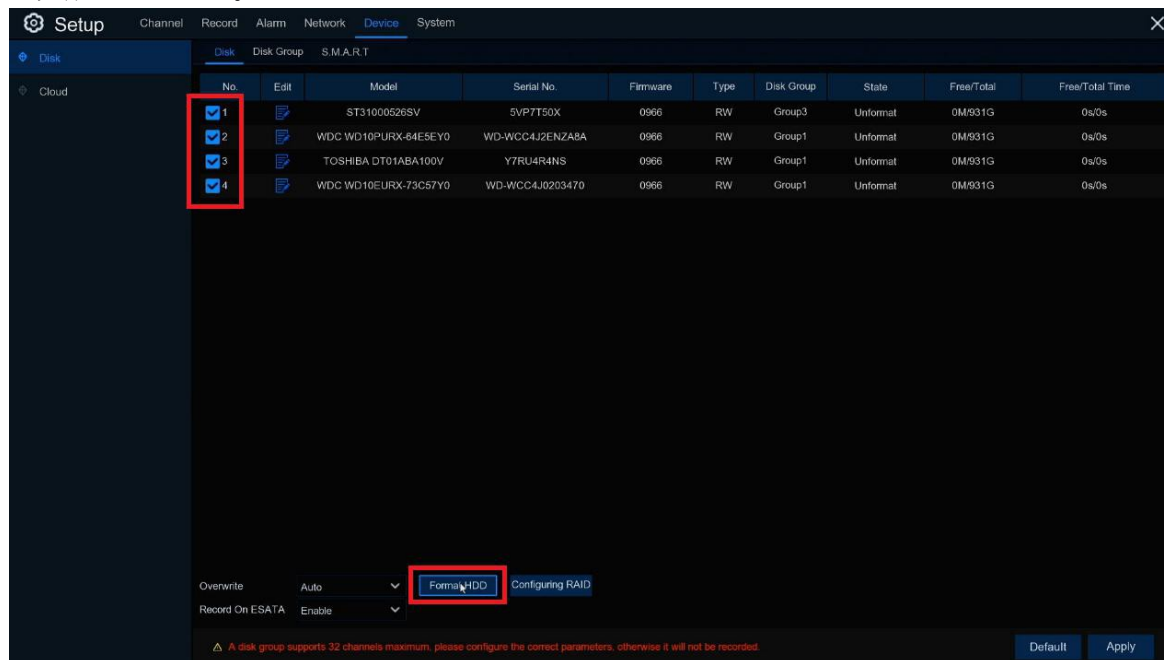 Setup Channel Record Alarm Network Device System
Disk Disk Disk Group S.M.A.R.T
Cloud No. Edit Model Serial No. Firmware Type Disk Group State Free/Total Free/Total Time
1 ST31000526SV 5VP7T50X 0966 RW Group3 Unformat 0M/931G 0s/0s
2 WDC WD10PURX-64E5EY0 WD-WCC4J2ENZA8A 0966 RW Group1 Unformat 0M/931G 0s/0s
3 TOSHIBA DT01ABA100V Y7RU4R4NS 0966 RW Group1 Unformat 0M/931G 0s/0s
4 WDC WD10EURX-73C57Y0 WD-WCC4J0203470 0966 RW Group1 Unformat 0M/931G 0s/0s
Overwrite Auto Format HDD Configuring RAID
Record On ESATA Enable
A disk group supports 32 channels maximum, please configure the correct parameters, otherwise it will not be recorded. Default Apply